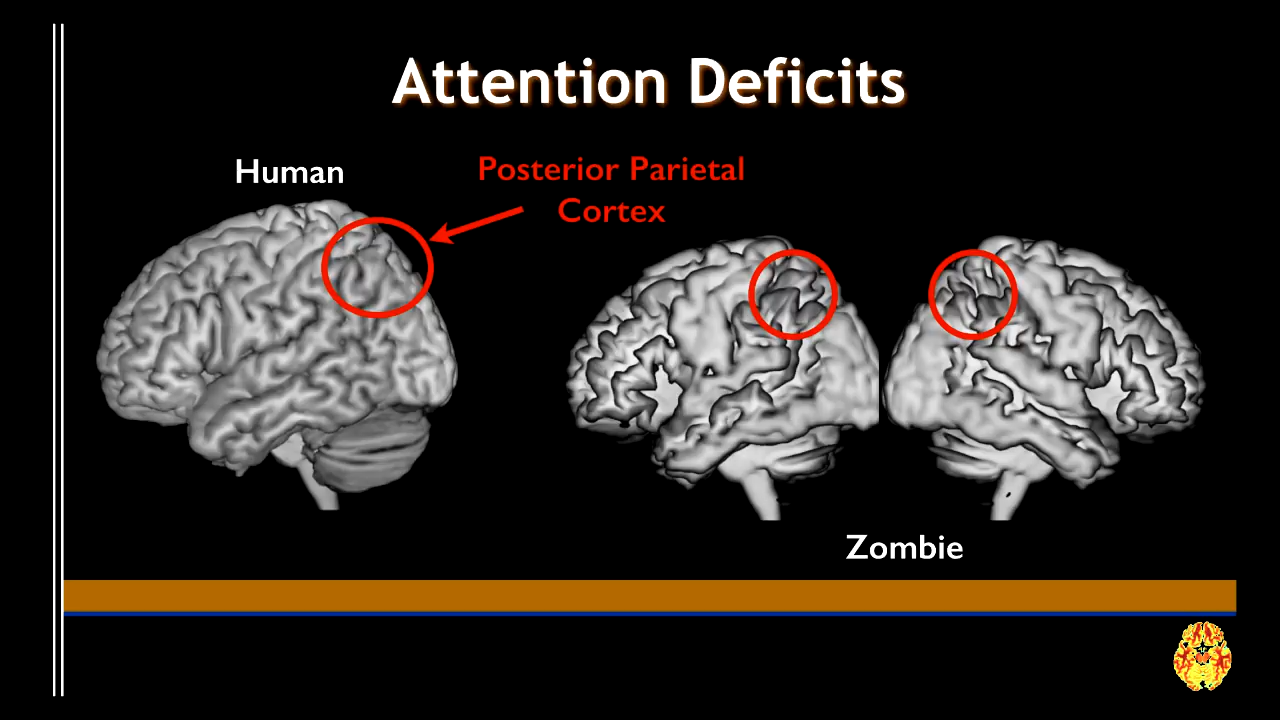 Attention Deficits
Human
Posterior Parietal
Cortex
Zombie